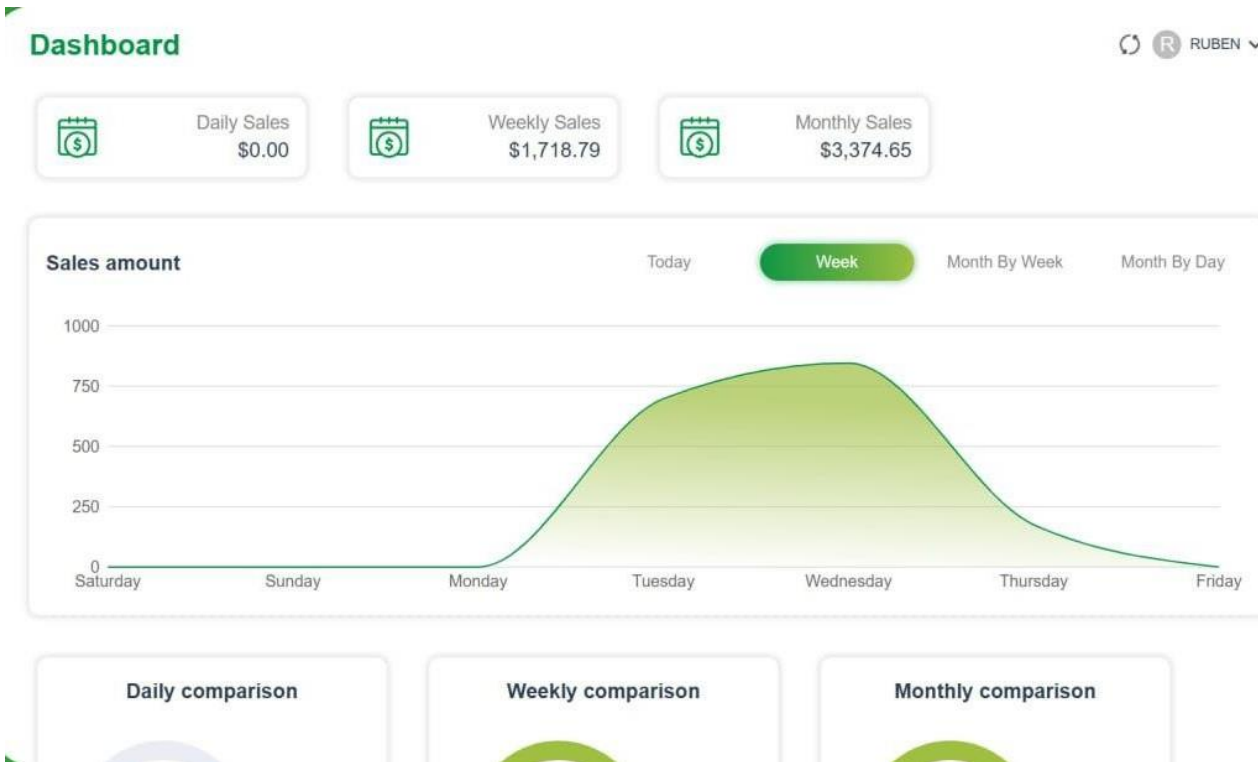 Dashboard
R RUBEN
Daily Sales
$0.00
Weekly Sales
$1,718.79
Monthly Sales
$3,374.65
Sales amount
Today Week Month By Week Month By Day
1000
750
500
250
0
Saturday Sunday Monday Tuesday Wednesday Thursday Friday
Daily comparison Weekly comparison Monthly comparison